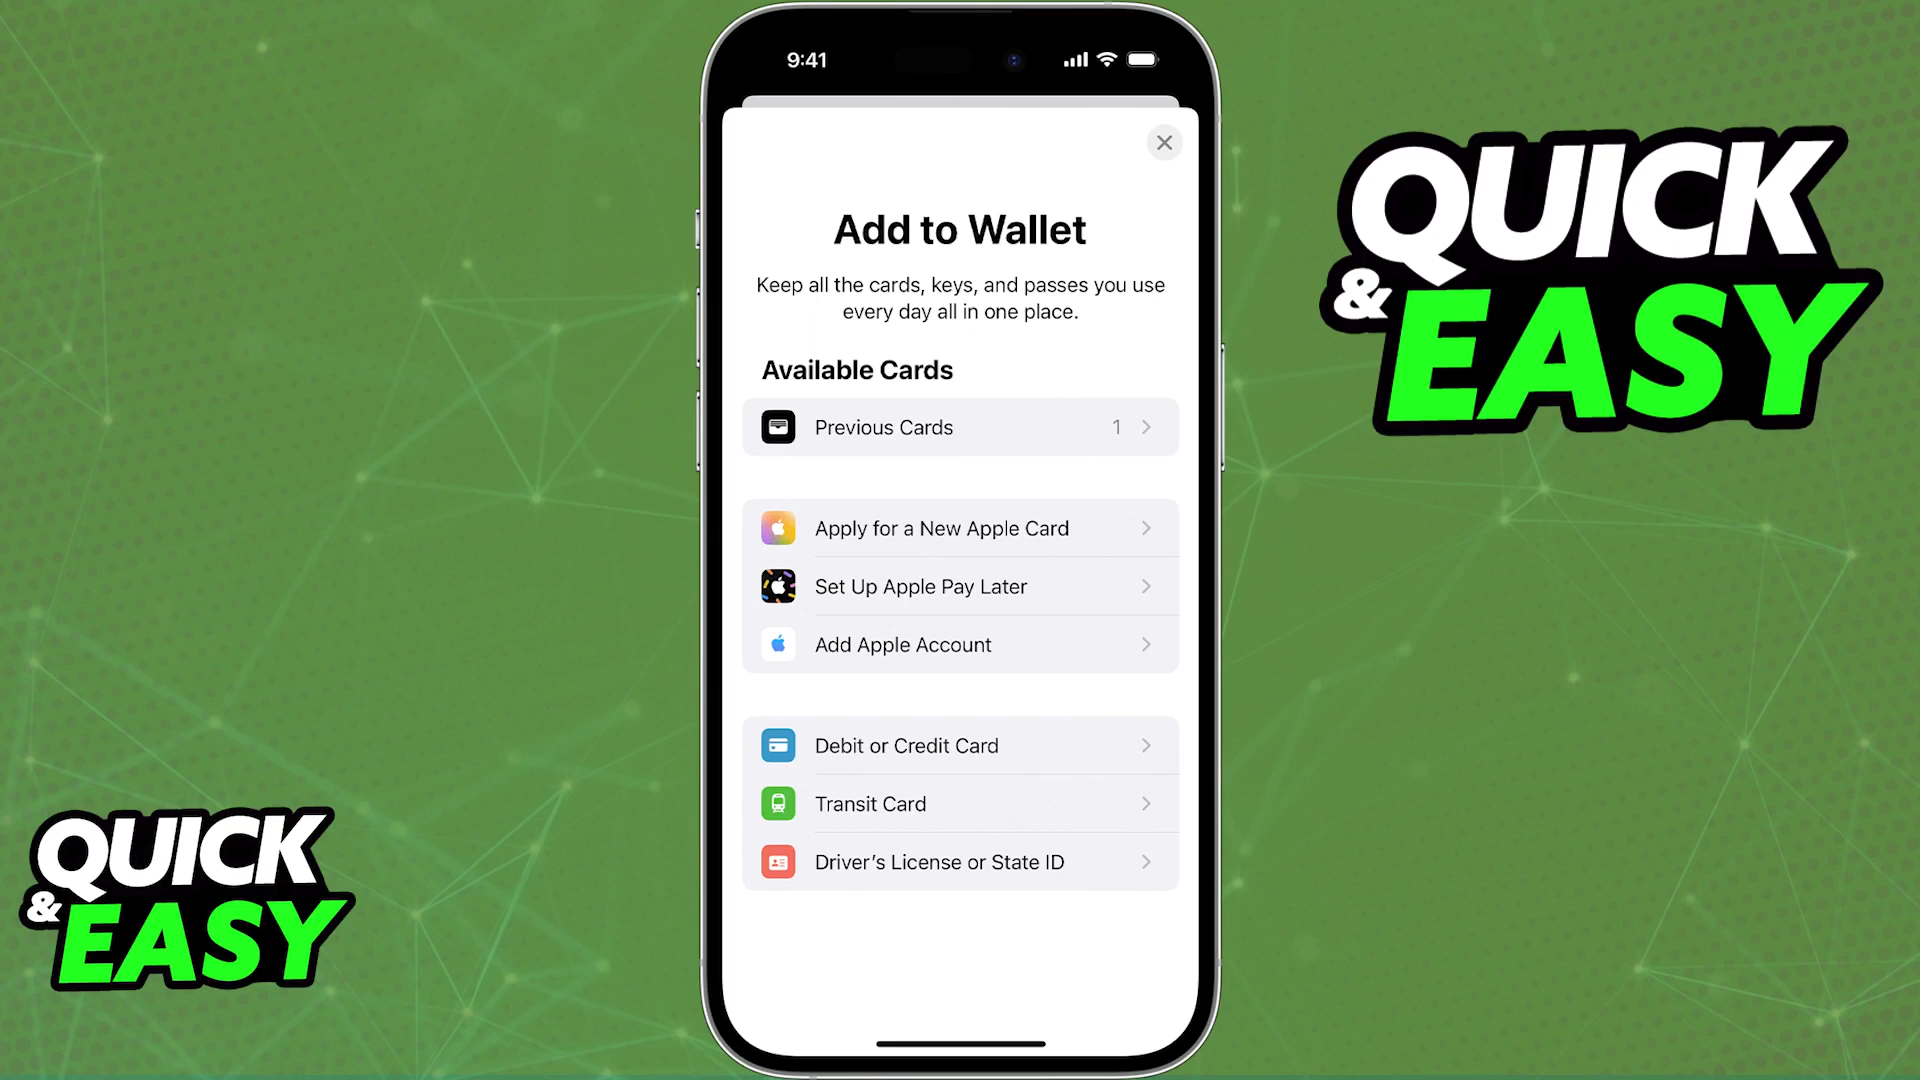 9:41
Add to Wallet
Keep all the cards, keys, and passes you use
every day all in one place.
Available Cards
Previous Cards 1
Apply for a New Apple Card
Set Up Apple Pay Later
Add Apple Account
Debit or Credit Card
Transit Card
Driver’s License or State ID
QUICK
& EASY
QUICK
& EASY